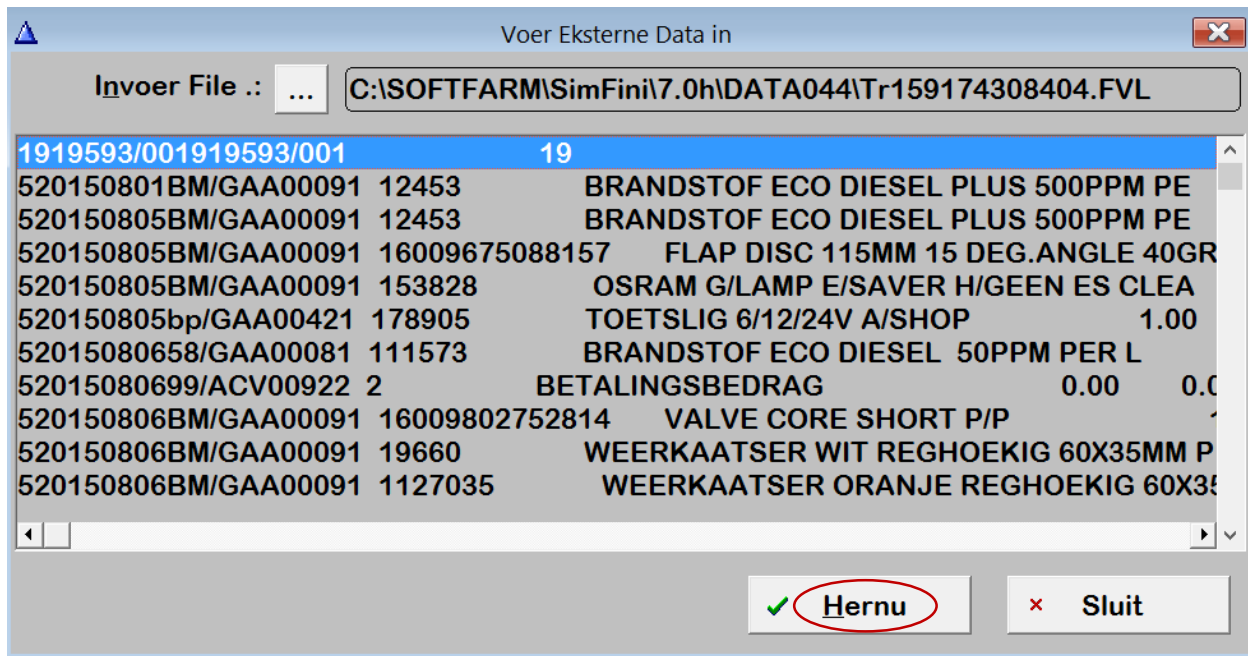 Voer Eksterne Data in
Invoer File .: ... C:\SOFTFARM\SimFini\7.0h\DATA044\Tr159174308404.FVL
1919593/001919593/001 19
520150801BM/GAA00091 12453 BRANDSTOF ECO DIESEL PLUS 500PPM PE
520150805BM/GAA00091 12453 BRANDSTOF ECO DIESEL PLUS 500PPM PE
520150805BM/GAA00091 16009675088157 FLAP DISC 115MM 15 DEG.ANGLE 40GR
520150805BM/GAA00091 153828 OSRAM G/LAMP E/SAVER H/GEEN ES CLEA
520150805bp/GAA00421 178905 TOETSLIG 6/12/24V A/SHOP 1.00
52015080658/GAA00081 111573 BRANDSTOF ECO DIESEL 50PPM PER L
52015080699/ACV00922 2 BETALINGSBEDRAG 0.00
520150806BM/GAA00091 16009802752814 VALVE CORE SHORT P/P
520150806BM/GAA00091 19660 WEERKAATSER WIT REGHOEKIG 60X35MM P
520150806BM/GAA00091 1127035 WEERKAATSER ORANJE REGHOEKIG 60X35
Hernu Sluit